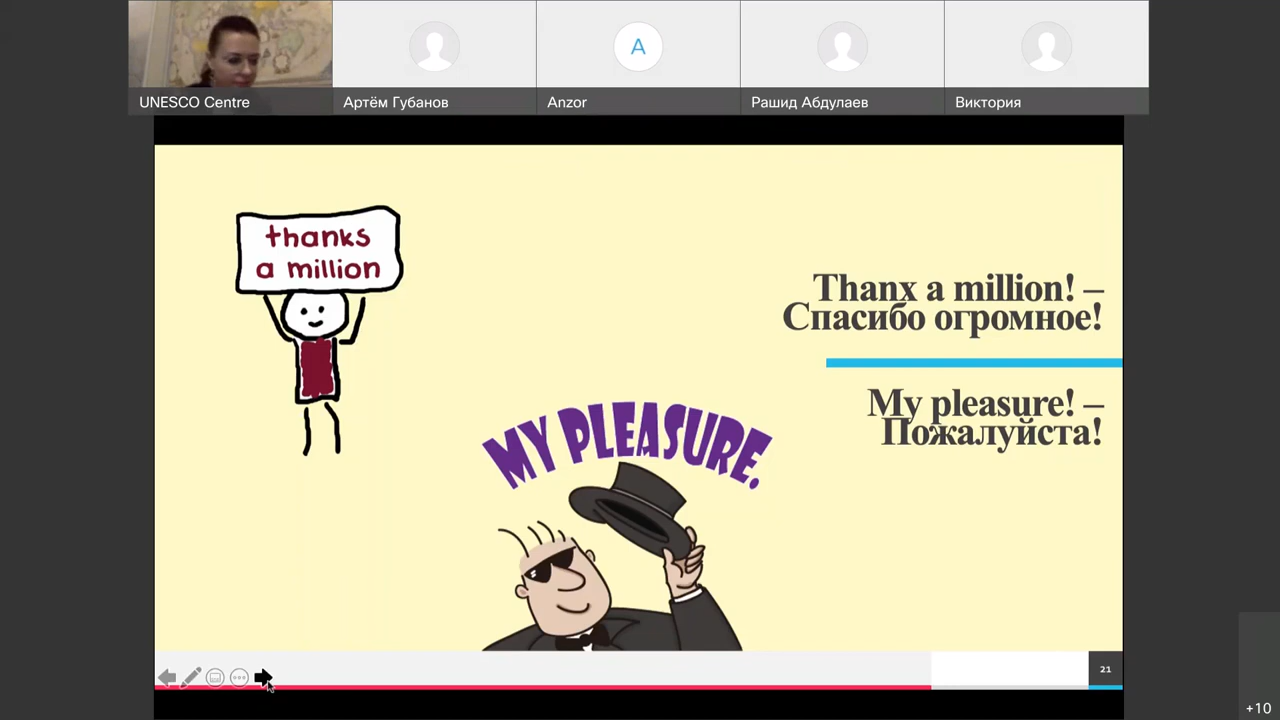 UNESCO Centre
Артём Губанов
A
Anzor
Рашид Абдулаев
Виктория
thanks
a million
Thanx a million! –
Спасибо огромное!
My pleasure! –
Пожалуйста!
MY PLEASURE.
21
+10